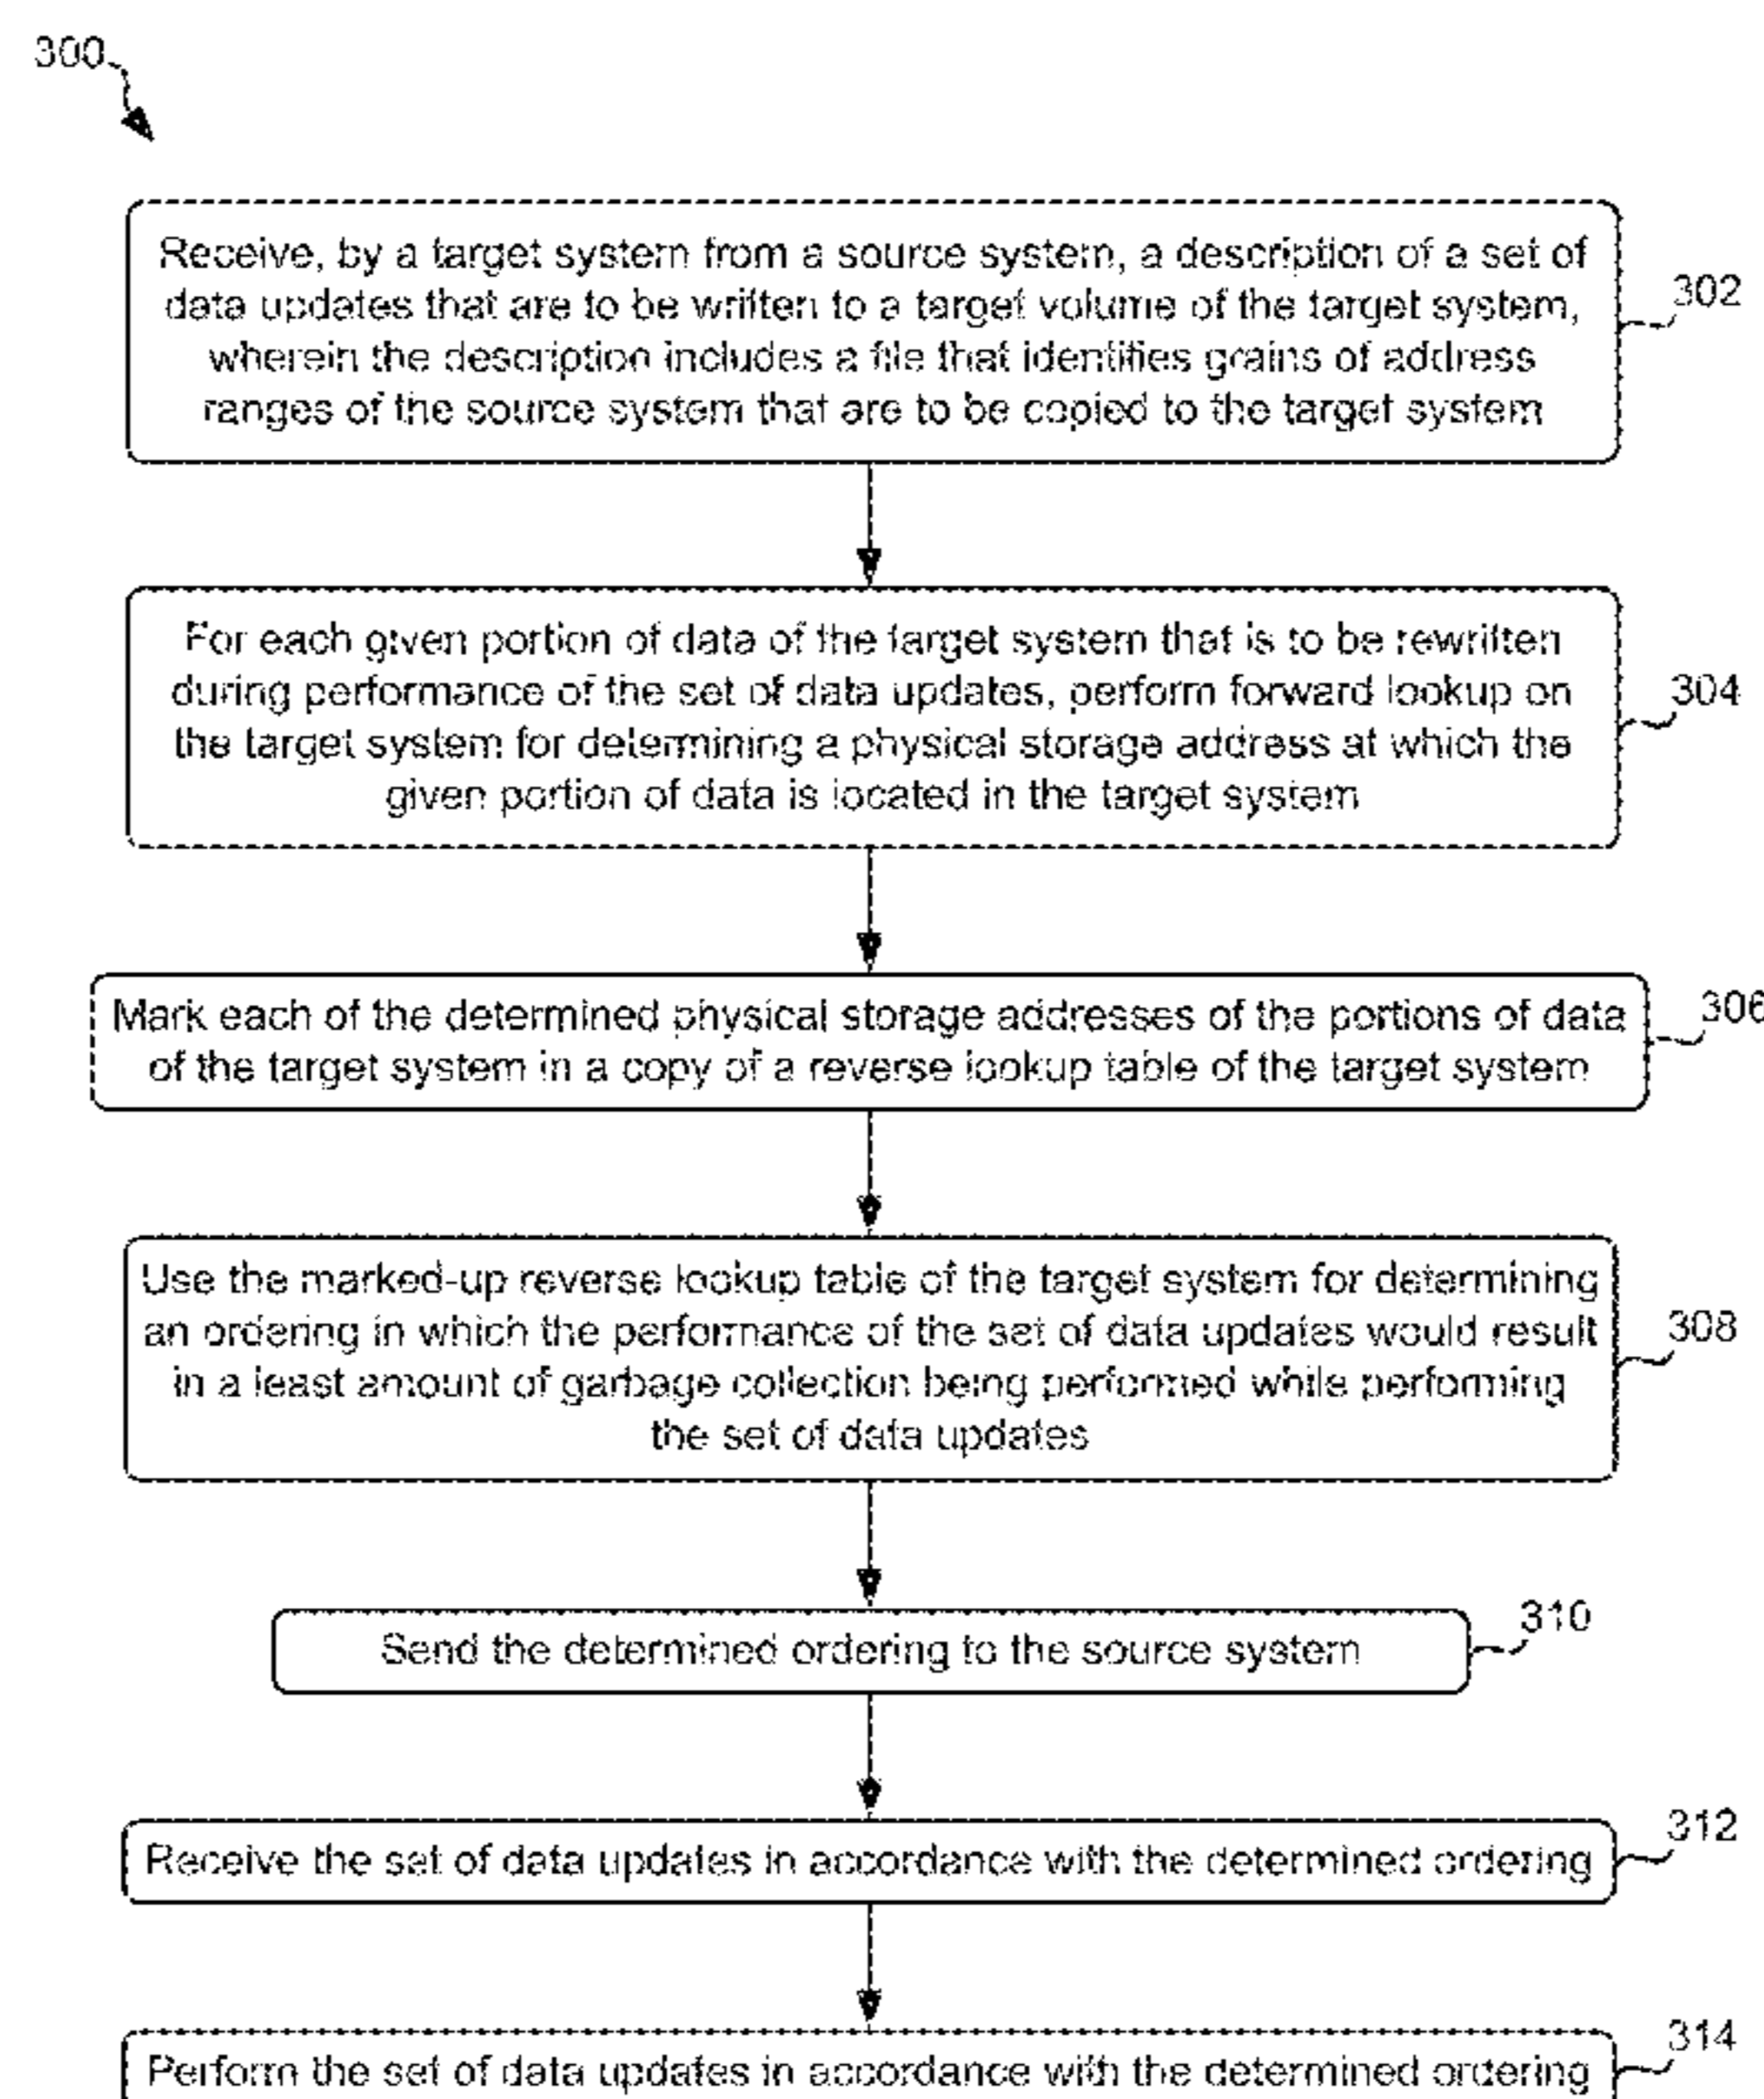 300
Receive, by a target system from a source system, a description of a set of
data updates that are to be written to a target volume of the target system,
wherein the description includes a file that identifies grains of address
ranges of the source system that are to be copied to the target system
302
For each given portion of data of the target system that is to be rewritten
during performance of the set of data updates, perform forward lookup on
the target system for determining a physical storage address at which the
given portion of data is located in the target system
304
Mark each of the determined physical storage addresses of the portions of data
of the target system in a copy of a reverse lookup table of the target system
306
Use the marked-up reverse lookup table of the target system for determining
an ordering in which the performance of the set of data updates would result
in a least amount of garbage collection being performed while performing
the set of data updates
308
Send the determined ordering to the source system
310
Receive the set of data updates in accordance with the determined ordering
312
Perform the set of data updates in accordance with the determined ordering
314